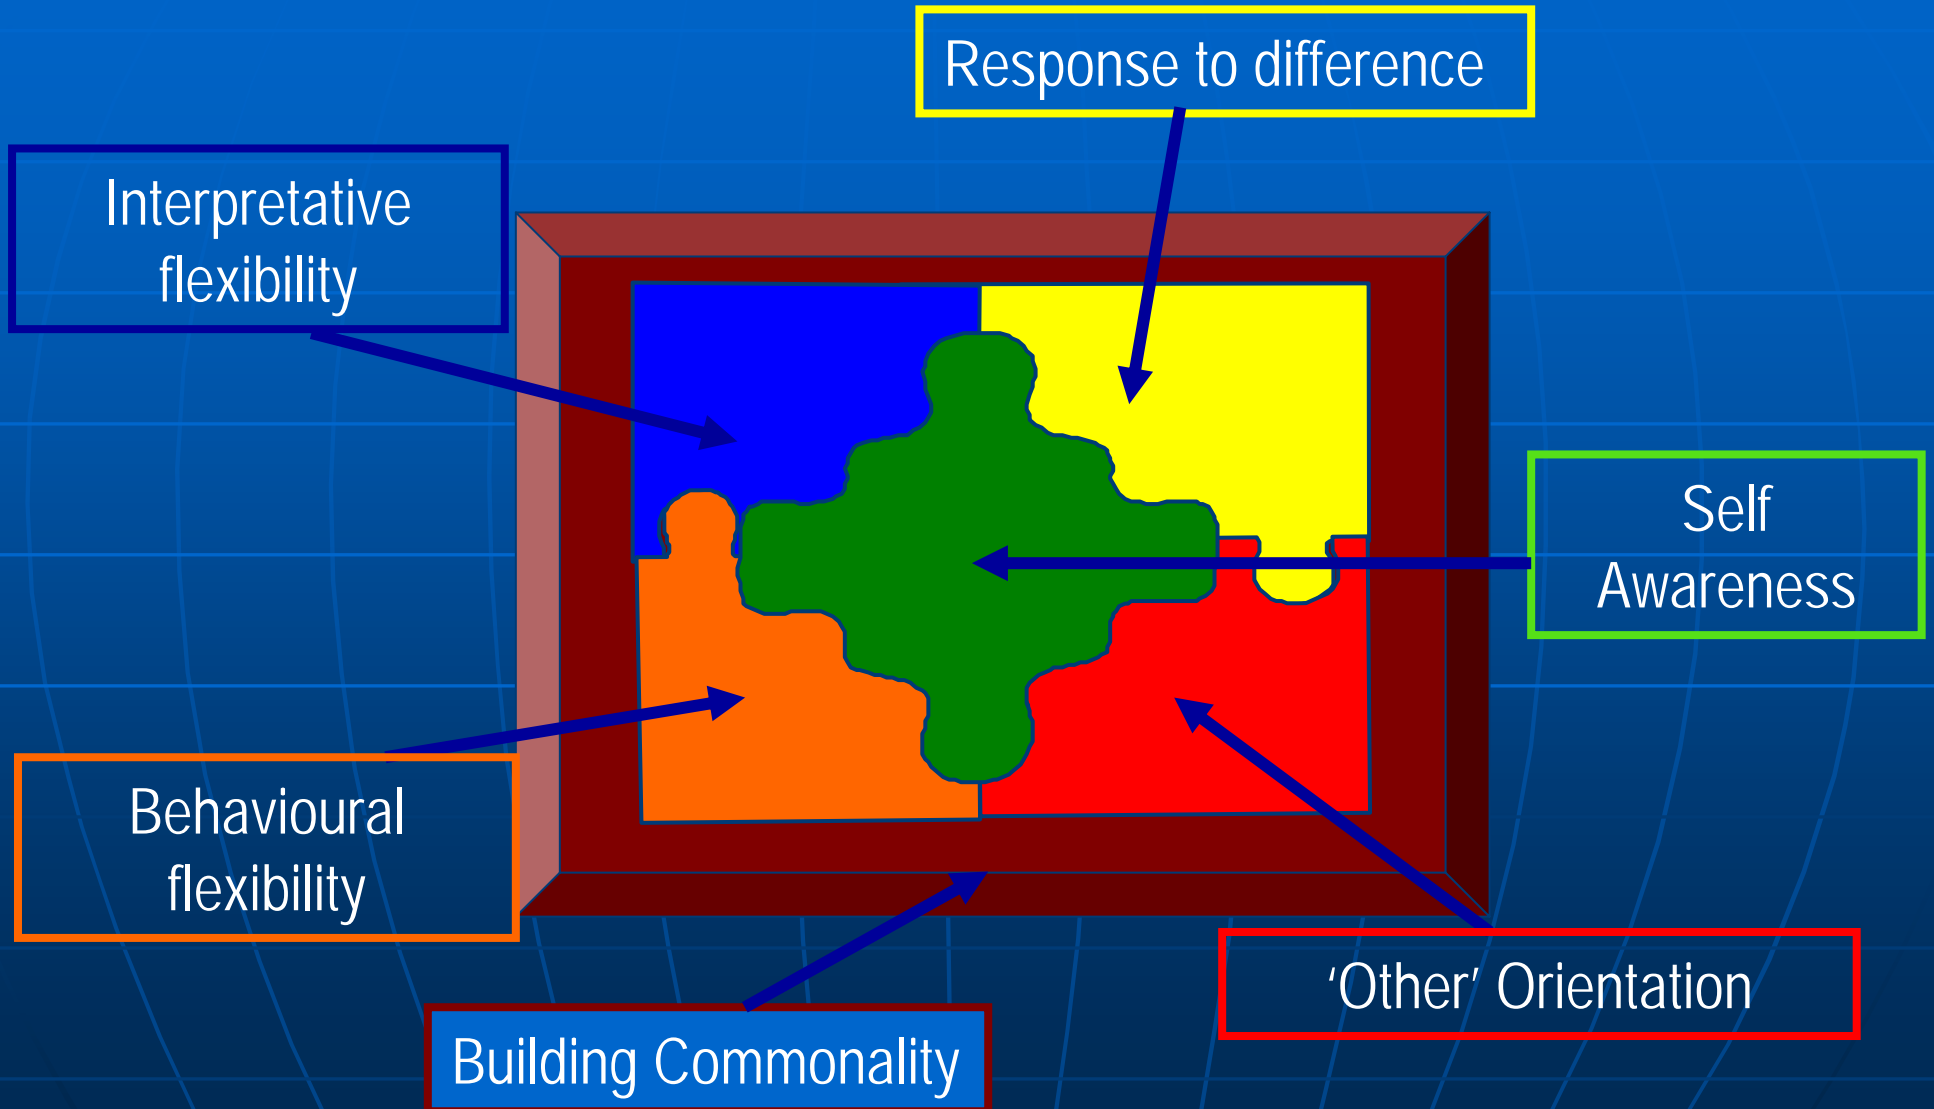 Response to difference
Interpretative
flexibility
Self
Awareness
Behavioural
flexibility
‘Other’ Orientation
Building Commonality